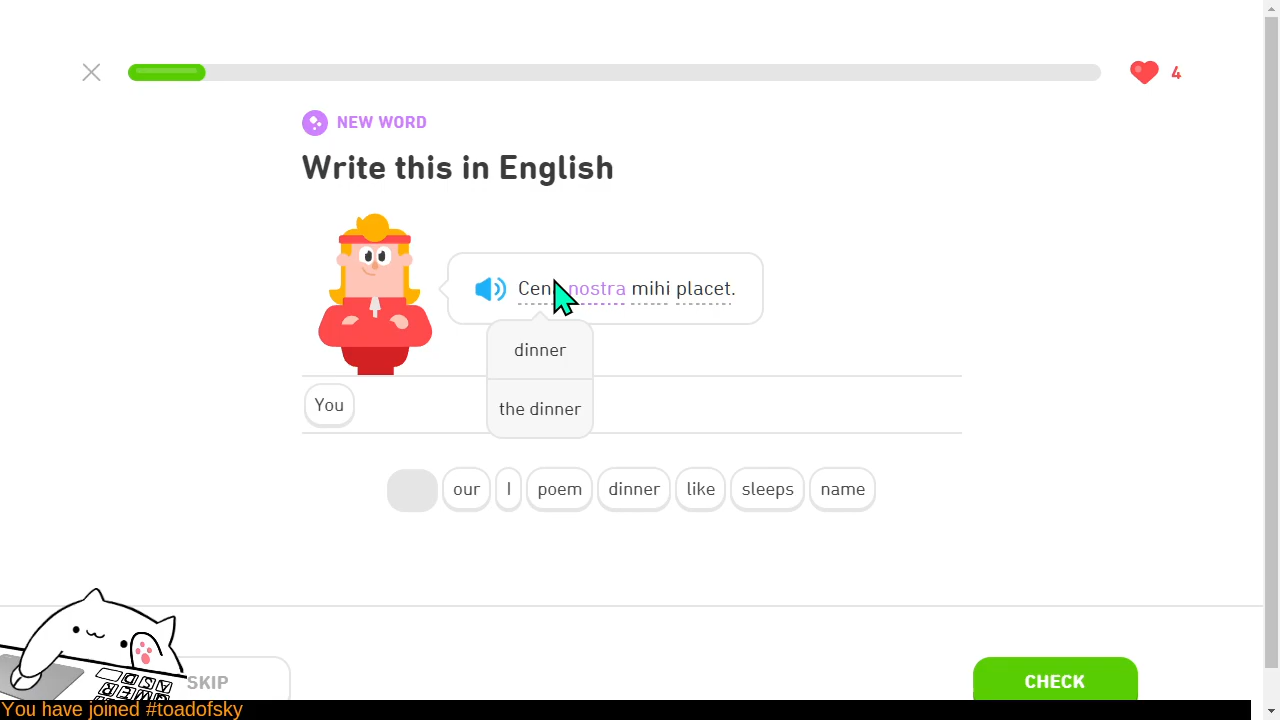 4
NEW WORD
Write this in English
nostra mihi placet.
dinner
the dinner
You
our I poem dinner like sleeps name
SKIP
CHECK
You have joined #toadofsky